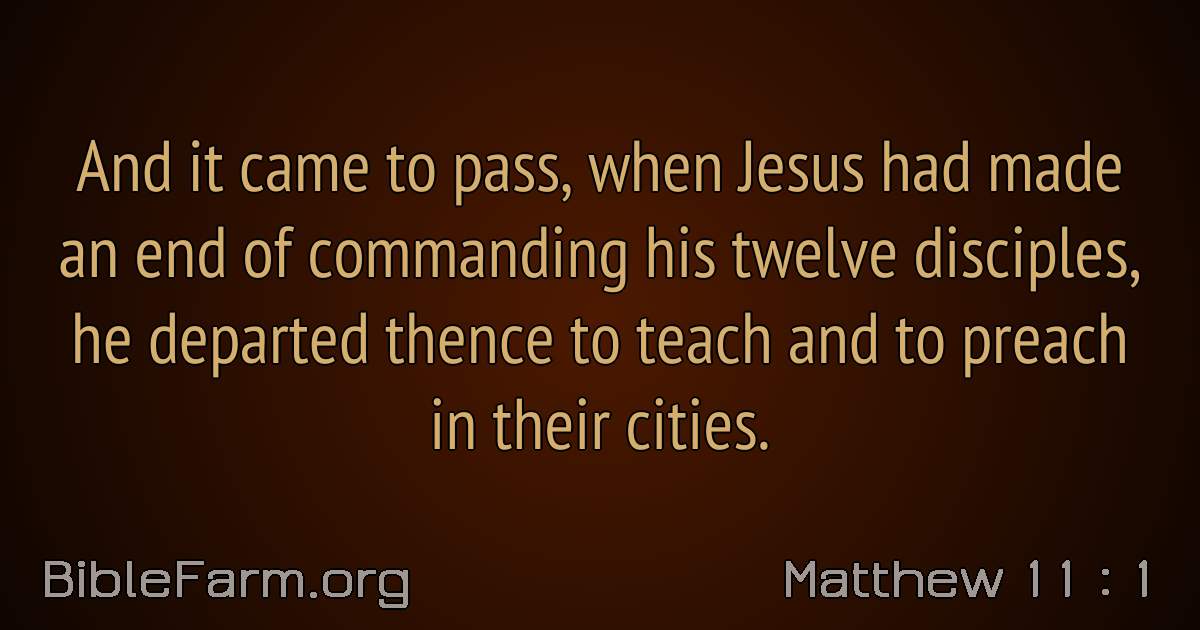 And it came to pass, when Jesus had made
an end of commanding his twelve disciples,
he departed thence to teach and to preach
in their cities.
BibleFarm.org
Matthew 11 : 1